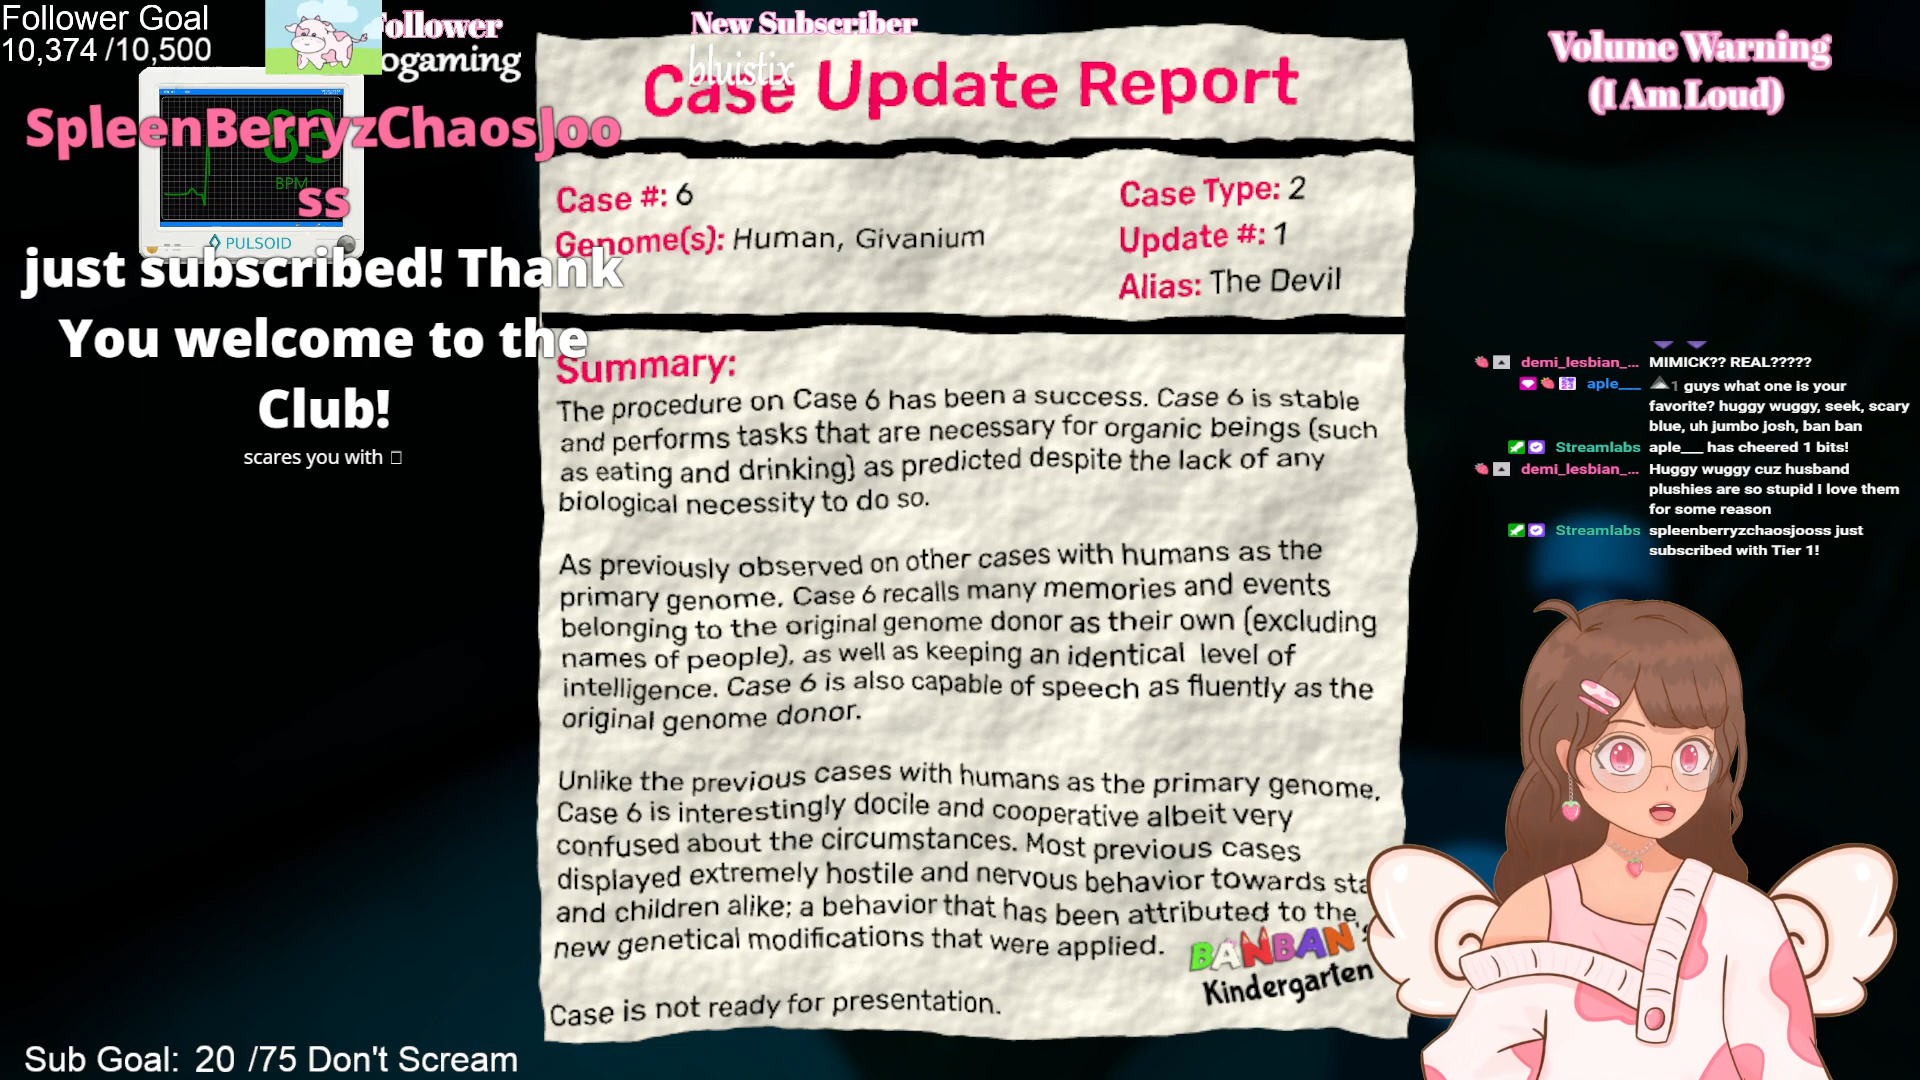 Follower Goal
10,374 /10,500
Follower
ogaming
New Subscriber
bluistix
Volume Warning
(I Am Loud)
SpleenBerryzChaosJoo
ss
just subscribed! Thank
You welcome to the
Club!
scares you with
83
BPM
PULSOID
Case Update Report
Case #: 6
Genome(s): Human, Givanium
Case Type: 2
Update #: 1
Alias: The Devil
Summary:
The procedure on Case 6 has been a success. Case 6 is stable
and performs tasks that are necessary for organic beings (such
as eating and drinking) as predicted despite the lack of any
biological necessity to do so.
As previously observed on other cases with humans as the
primary genome, Case 6 recalls many memories and events
belonging to the original genome donor as their own (excluding
names of people), as well as keeping an identical level of
intelligence. Case 6 is also capable of speech as fluently as the
original genome donor.
Unlike the previous cases with humans as the primary genome,
Case 6 is interestingly docile and cooperative albeit very
confused about the circumstances. Most previous cases
displayed extremely hostile and nervous behavior towards sta
and children alike; a behavior that has been attributed to the
new genetical modifications that were applied.
Case is not ready for presentation.
BANBAN's
Kindergarten
demi_lesbian_... MIMICK?? REAL?????
aple___ 1 guys what one is your
favorite? huggy wuggy, seek, scary
blue, uh jumbo josh, ban ban
Streamlabs aple___ has cheered 1 bits!
demi_lesbian_... Huggy wuggy cuz husband
plushies are so stupid I love them
for some reason
Streamlabs spleenberryzchaosjooss just
subscribed with Tier 1!
Sub Goal: 20 /75 Don't Scream